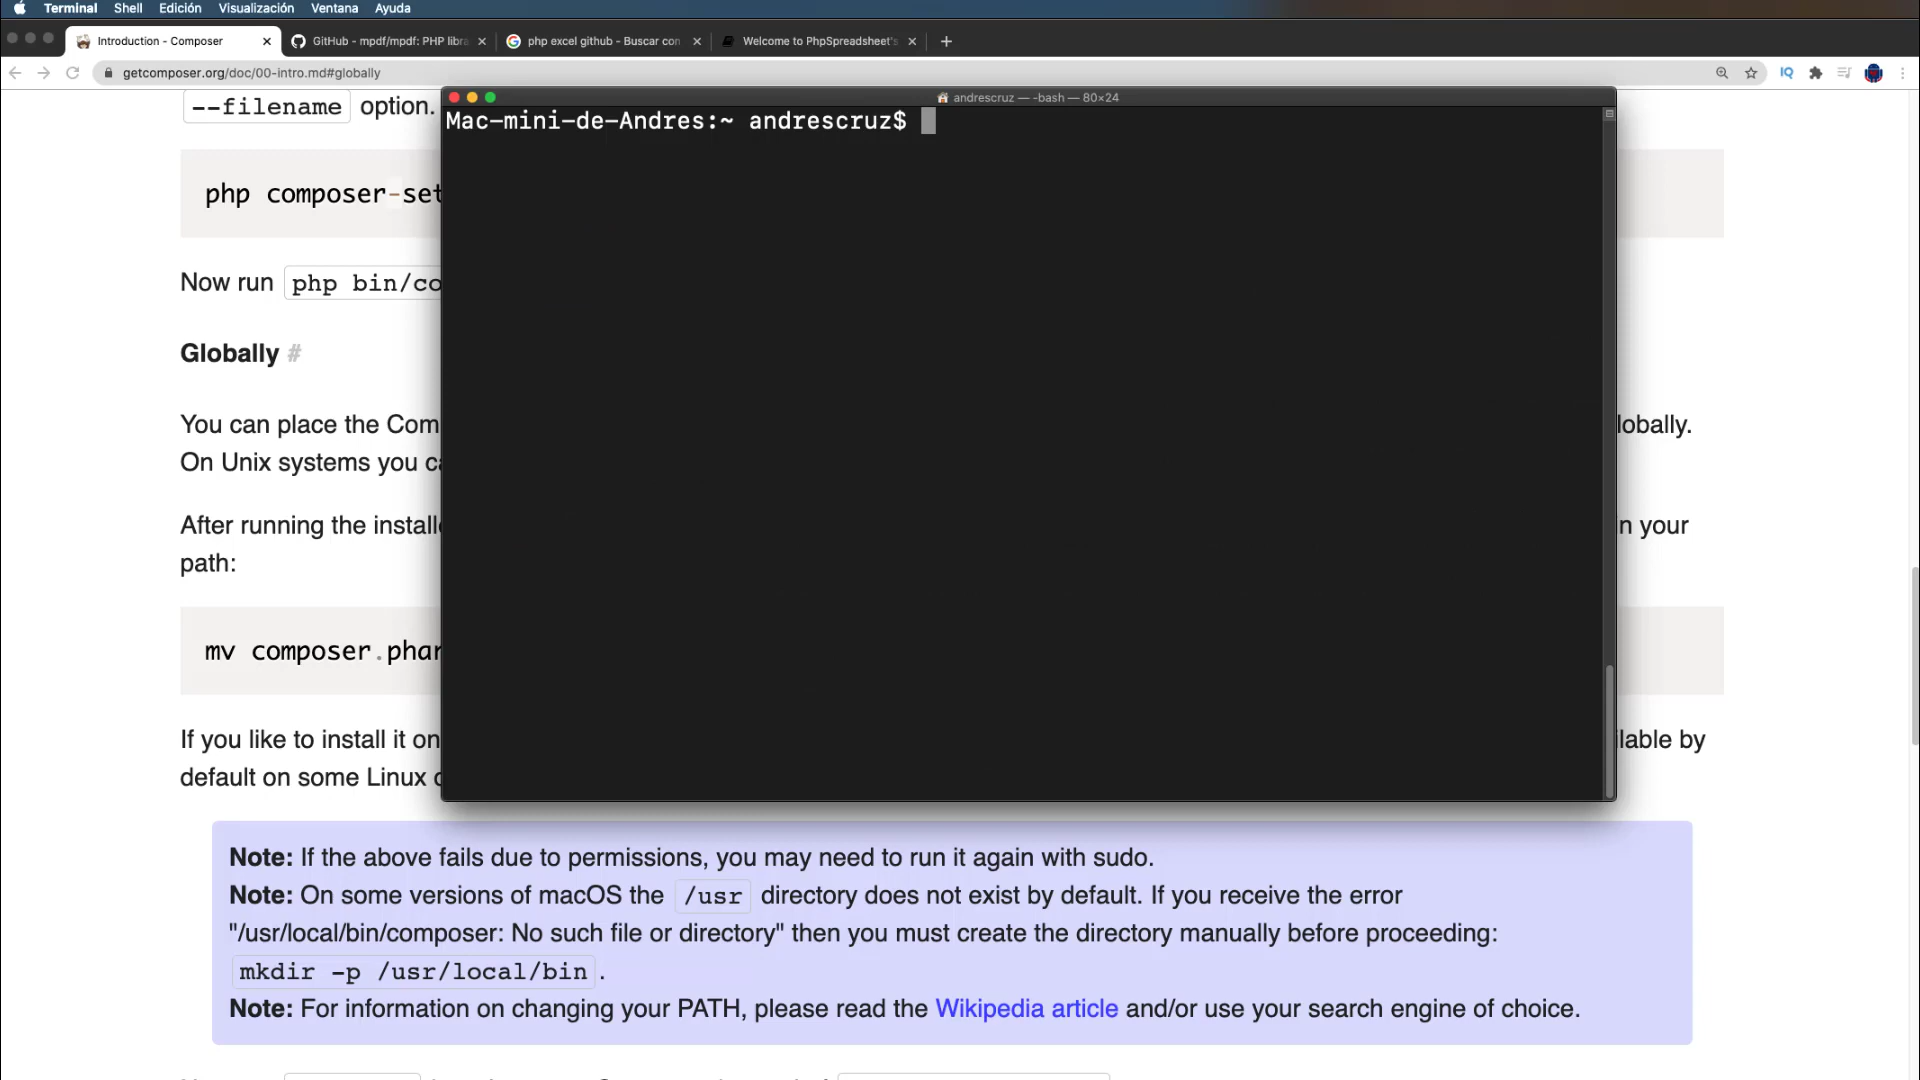 Terminal Shell Edición Visualización Ventana Ayuda
Introduction - Composer GitHub - mpdf/mpdf: PHP libra php excel github - Buscar con Welcome to PhpSpreadsheet's
getcomposer.org/doc/00-intro.md#globally IQ
--filename option.
andrescruz — -bash — 80×24
Mac-mini-de-Andres:~ andrescruz$
php composer-set
Now run php bin/co
Globally #
You can place the Com lobally.
On Unix systems you ca
After running the installe n your
path:
mv composer.phar
If you like to install it on ilable by
default on some Linux
Note: If the above fails due to permissions, you may need to run it again with sudo.
Note: On some versions of macOS the /usr directory does not exist by default. If you receive the error
"/usr/local/bin/composer: No such file or directory" then you must create the directory manually before proceeding:
mkdir -p /usr/local/bin.
Note: For information on changing your PATH, please read the Wikipedia article and/or use your search engine of choice.